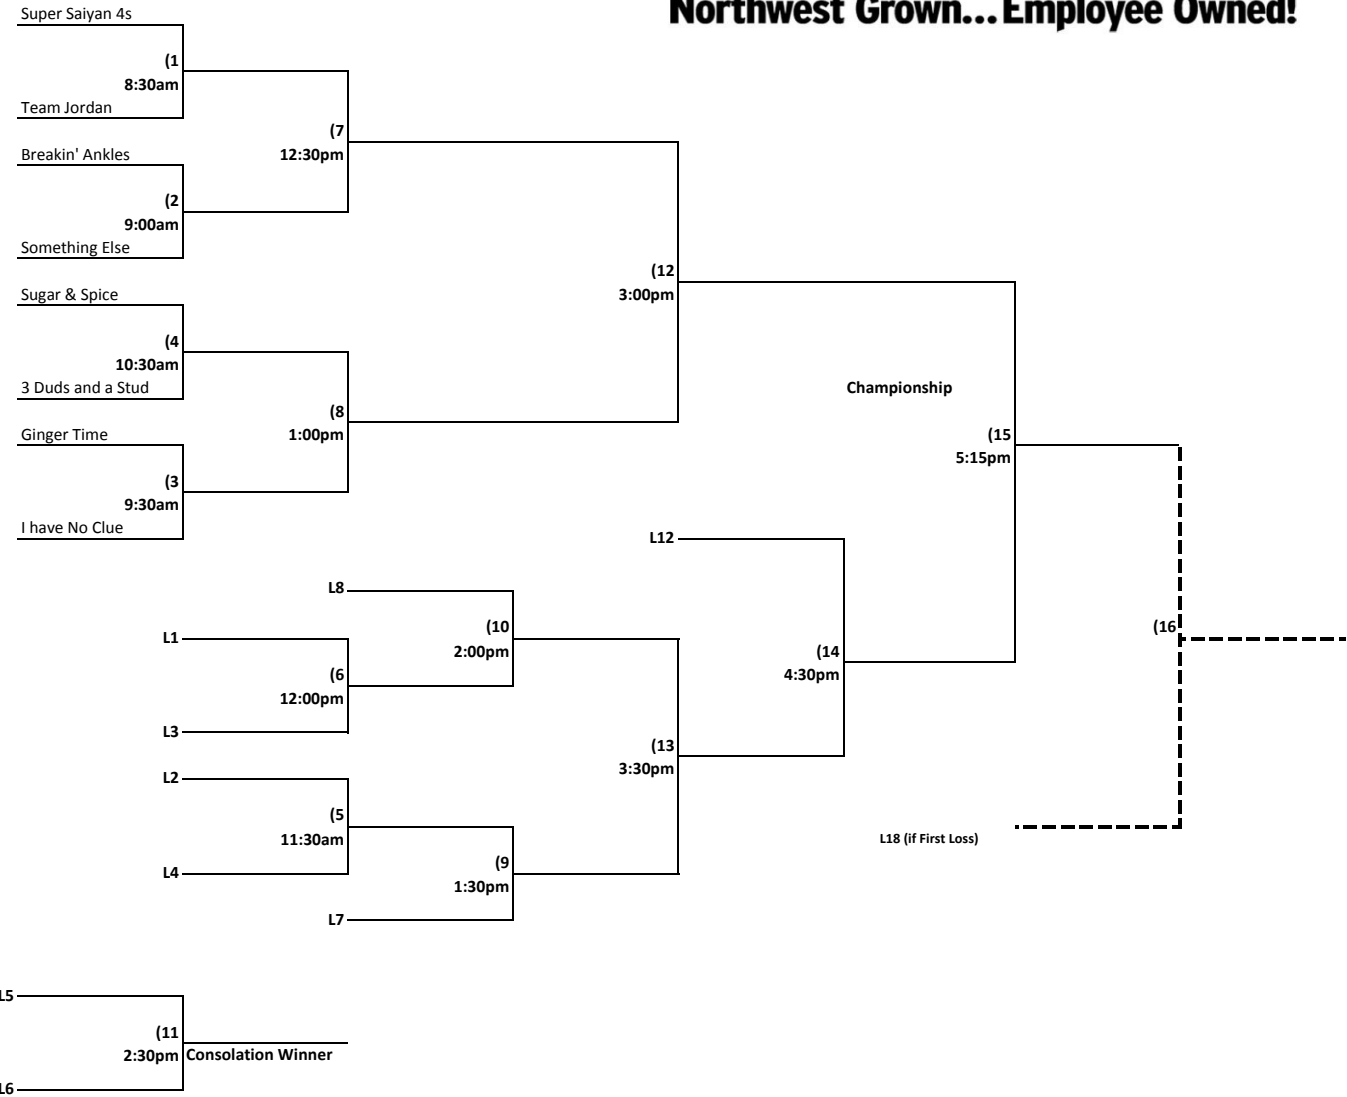 Northwest Grown...Employee Owned!
Super Saiyan 4s
(1
8:30am
Team Jordan
(7
12:30pm
Breakin' Ankles
(2
9:00am
Something Else
(12
3:00pm
Sugar & Spice
(4
10:30am
3 Duds and a Stud
Championship
(8
1:00pm
Ginger Time
(15
5:15pm
(3
9:30am
I have No Clue
L12
L8
(10
2:00pm
L1
(16
(14
4:30pm
(6
12:00pm
L3
(13
3:30pm
L2
(5
11:30am
L18 (if First Loss)
L4
(9
1:30pm
L7
L5
(11
2:30pm
Consolation Winner
L6